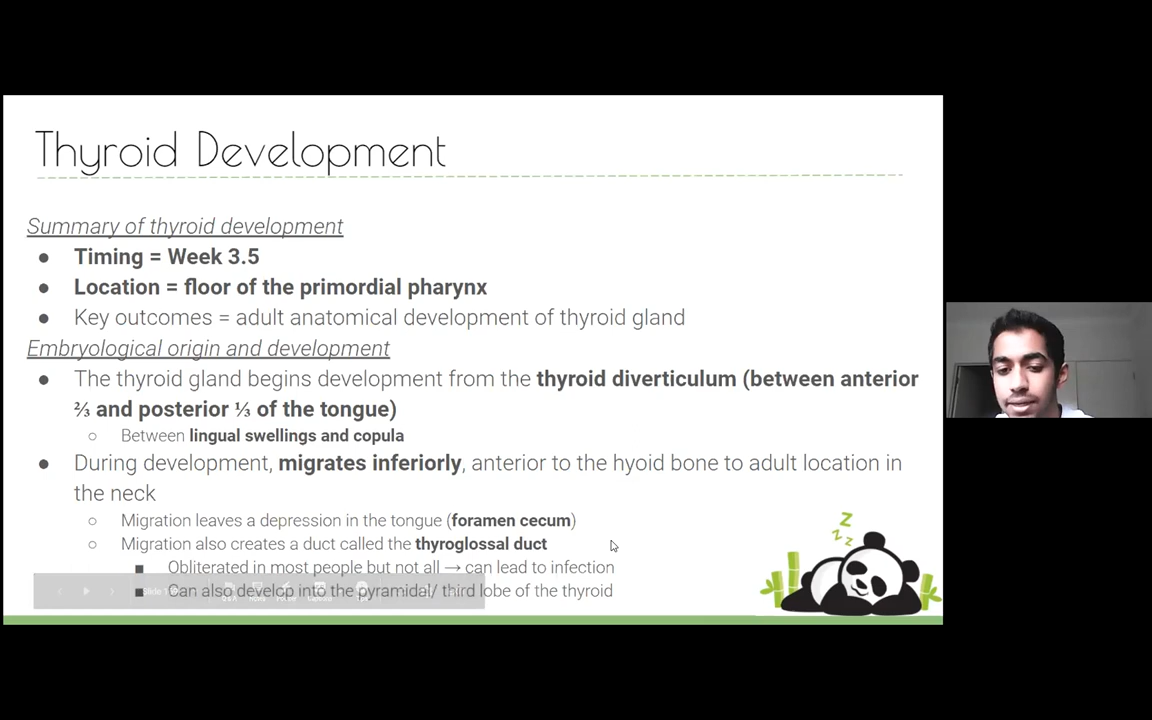 Thyroid Development
Summary of thyroid development
● Timing = Week 3.5
● Location = floor of the primordial pharynx
● Key outcomes = adult anatomical development of thyroid gland
Embryological origin and development
● The thyroid gland begins development from the thyroid diverticulum (between anterior
⅔ and posterior ⅓ of the tongue)
○ Between lingual swellings and copula
● During development, migrates inferiorly, anterior to the hyoid bone to adult location in
the neck
○ Migration leaves a depression in the tongue (foramen cecum)
○ Migration also creates a duct called the thyroglossal duct
■ Obliterated in most people but not all → can lead to infection
■ Can also develop into the pyramidal/ third lobe of the thyroid
z
z
z